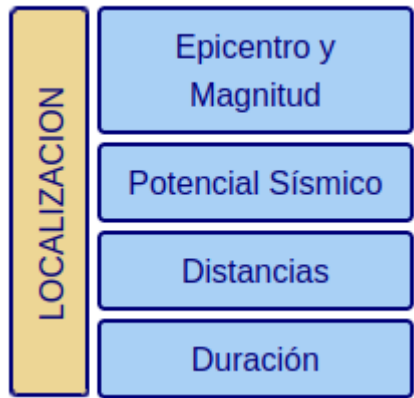 LOCALIZACION
Epicentro y
Magnitud
Potencial Sísmico
Distancias
Duración